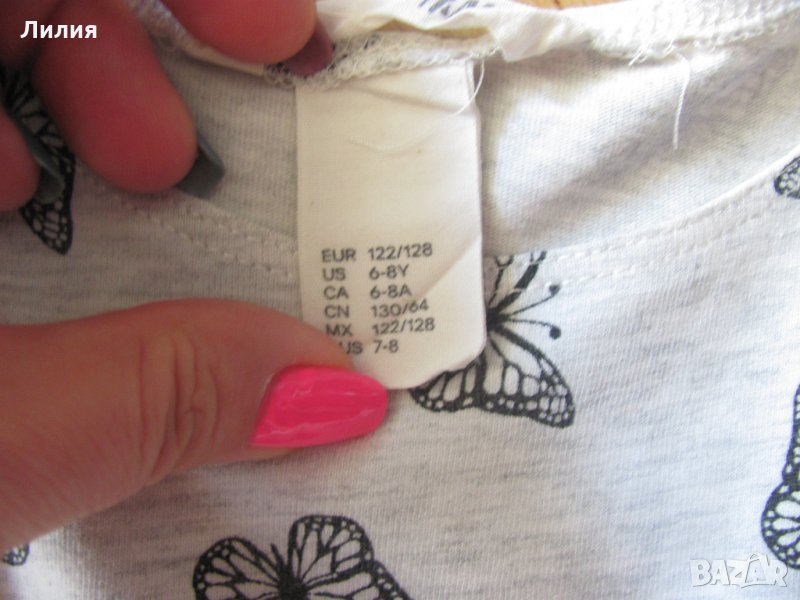 Лилия
EUR 122/128
US 6-8Y
CA 6-8A
CN 130/64
MX 122/128
US 7-8
BAZAR